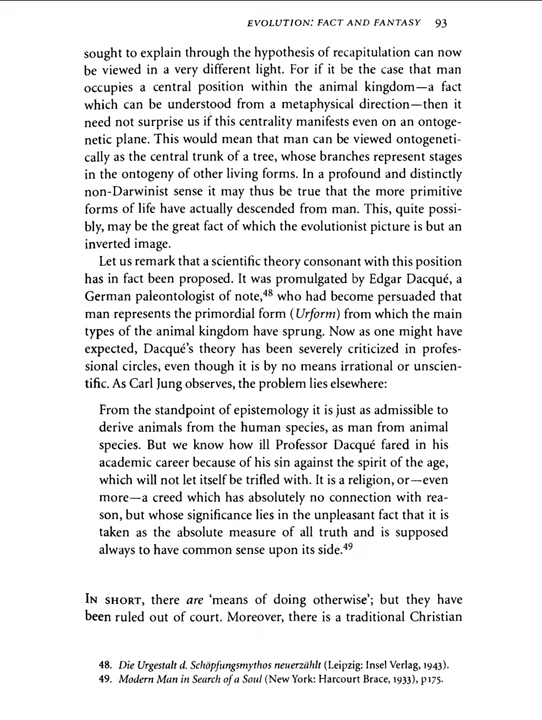 EVOLUTION: FACT AND FANTASY 93
sought to explain through the hypothesis of recapitulation can now
be viewed in a very different light. For if it be the case that man
occupies a central position within the animal kingdom—a fact
which can be understood from a metaphysical direction—then it
need not surprise us if this centrality manifests even on an ontoge-
netic plane. This would mean that man can be viewed ontogeneti-
cally as the central trunk of a tree, whose branches represent stages
in the ontogeny of other living forms. In a profound and distinctly
non-Darwinist sense it may thus be true that the more primitive
forms of life have actually descended from man. This, quite possi-
bly, may be the great fact of which the evolutionist picture is but an
inverted image.
Let us remark that a scientific theory consonant with this position
has in fact been proposed. It was promulgated by Edgar Dacqué, a
German paleontologist of note,48 who had become persuaded that
man represents the primordial form (Urform) from which the main
types of the animal kingdom have sprung. Now as one might have
expected, Dacqué's theory has been severely criticized in profes-
sional circles, even though it is by no means irrational or unscien-
tific. As Carl Jung observes, the problem lies elsewhere:
From the standpoint of epistemology it is just as admissible to
derive animals from the human species, as man from animal
species. But we know how ill Professor Dacqué fared in his
academic career because of his sin against the spirit of the age,
which will not let itself be trifled with. It is a religion, or—even
more—a creed which has absolutely no connection with rea-
son, but whose significance lies in the unpleasant fact that it is
taken as the absolute measure of all truth and is supposed
always to have common sense upon its side.49
IN SHORT, there are 'means of doing otherwise'; but they have
been ruled out of court. Moreover, there is a traditional Christian
48. Die Urgestalt d. Schöpfungsmythos neuerzählt (Leipzig: Insel Verlag, 1943).
49. Modern Man in Search of a Soul (New York: Harcourt Brace, 1933), p175.